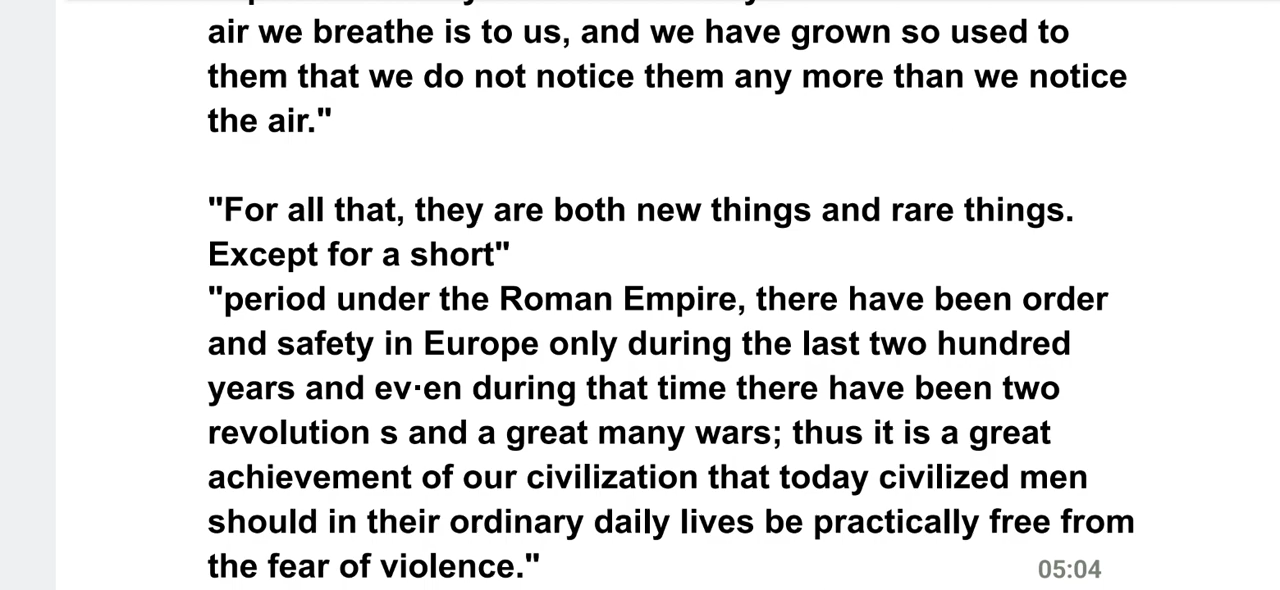 air we breathe is to us, and we have grown so used to
them that we do not notice them any more than we notice
the air."
"For all that, they are both new things and rare things.
Except for a short"
"period under the Roman Empire, there have been order
and safety in Europe only during the last two hundred
years and ev·en during that time there have been two
revolution s and a great many wars; thus it is a great
achievement of our civilization that today civilized men
should in their ordinary daily lives be practically free from
the fear of violence."
05:04